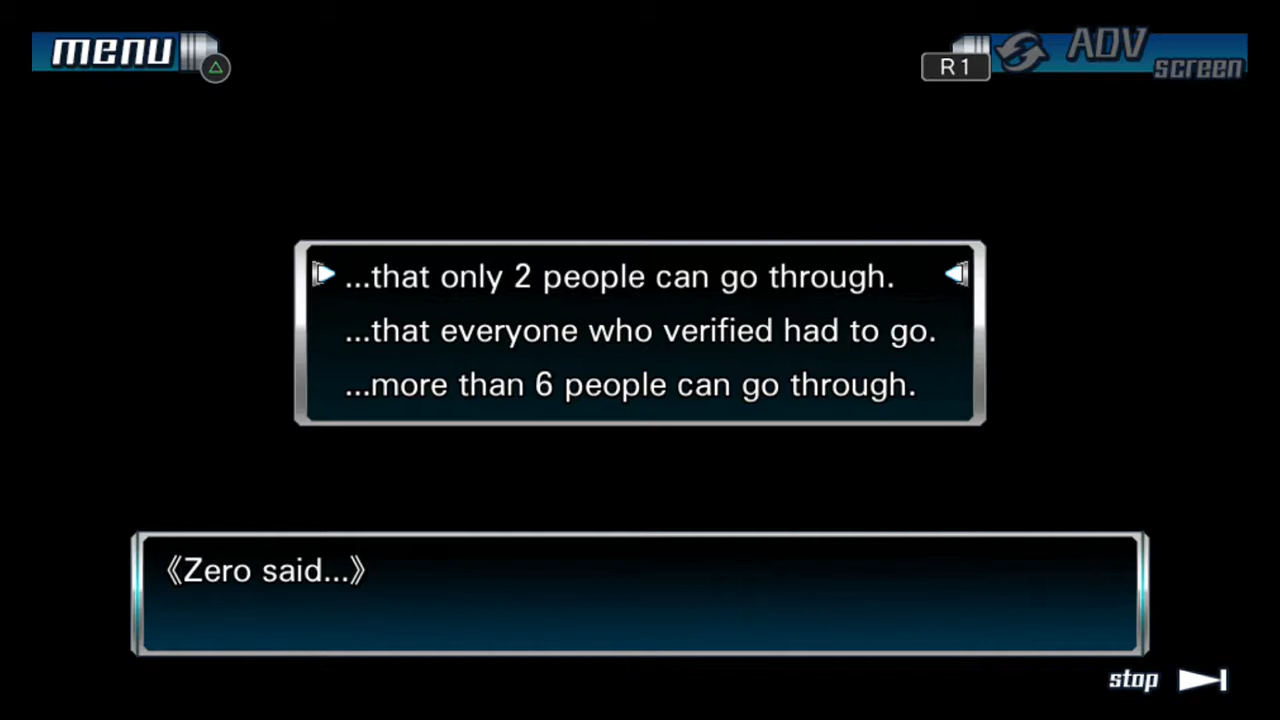 menu
R1
ADV
screen
...that only 2 people can go through.
...that everyone who verified had to go.
...more than 6 people can go through.
《Zero said...》
stop